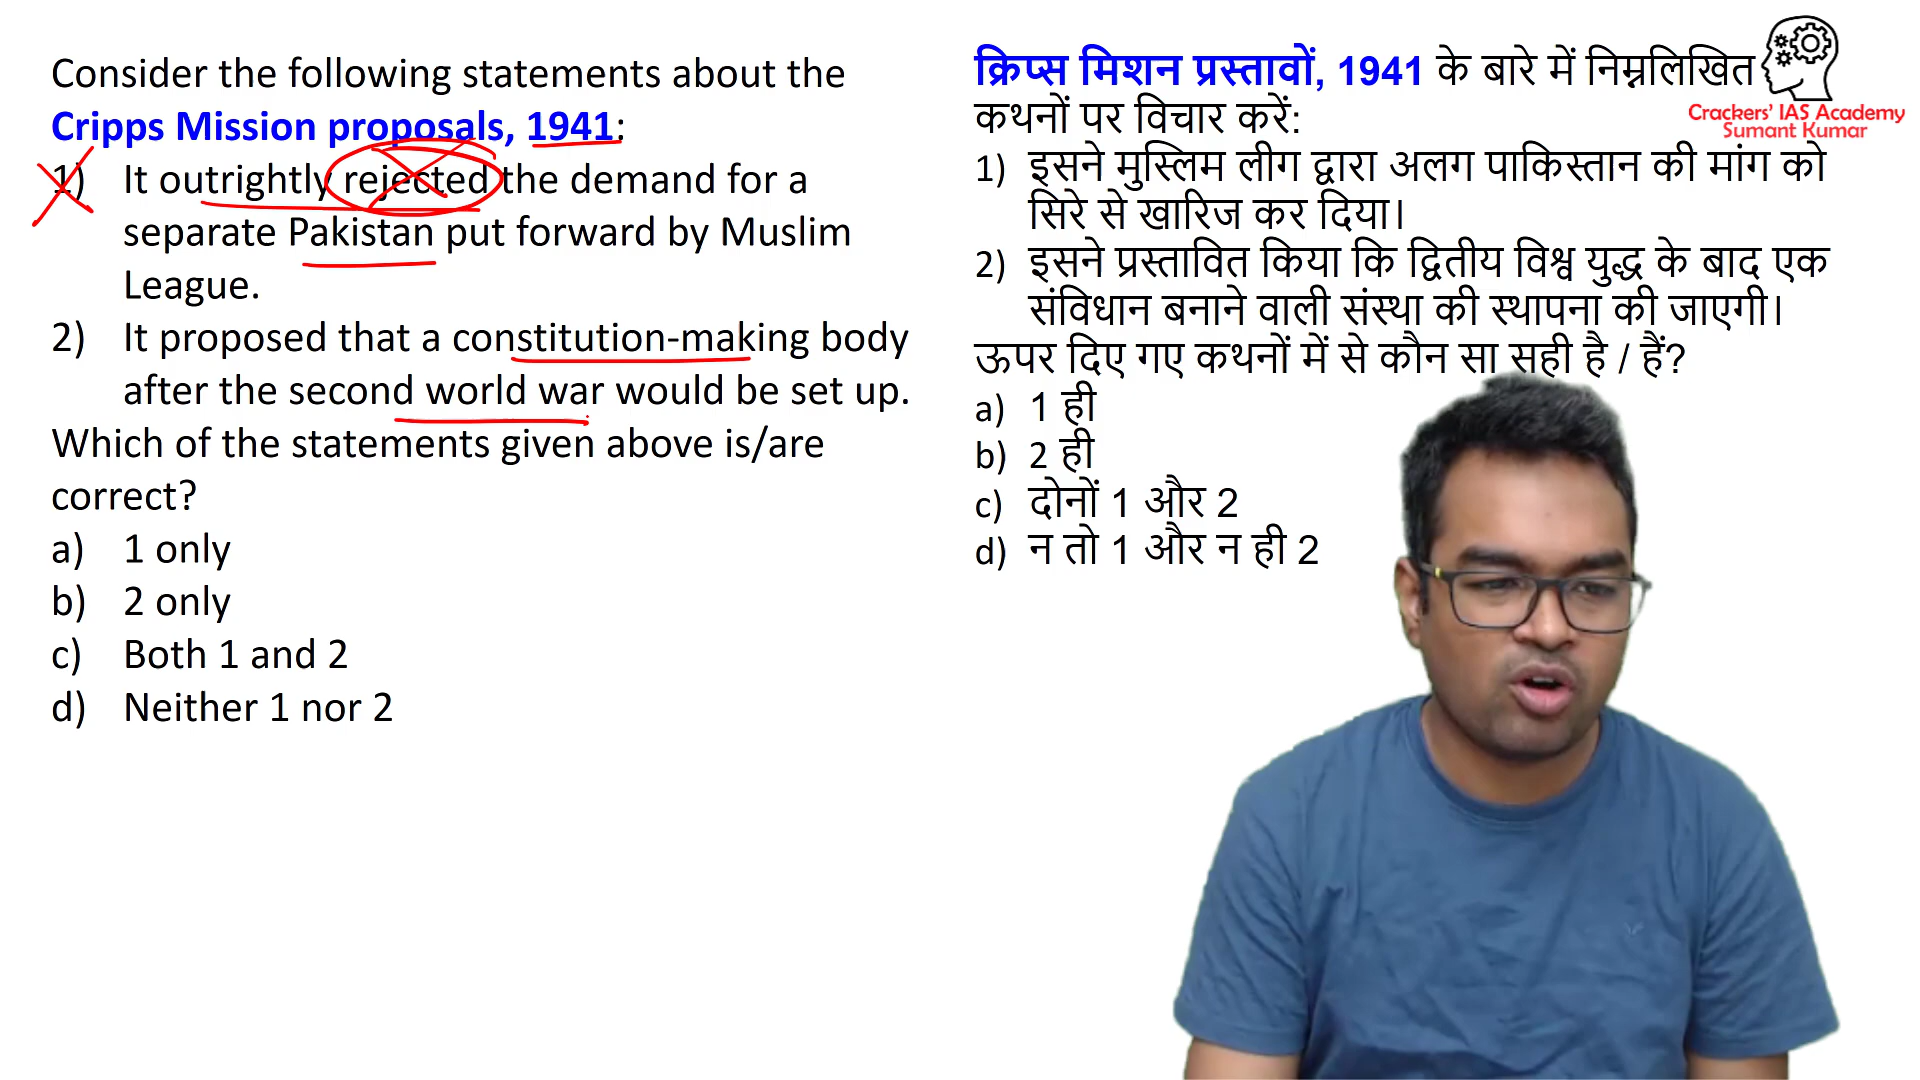 Consider the following statements about the
Cripps Mission proposals, 1941:
1) It outrightly rejected the demand for a
separate Pakistan put forward by Muslim
League.
2) It proposed that a constitution-making body
after the second world war would be set up.
Which of the statements given above is/are
correct?
a) 1 only
b) 2 only
c) Both 1 and 2
d) Neither 1 nor 2
क्रिप्स मिशन प्रस्तावों, 1941 के बारे में निम्नलिखित
कथनों पर विचार करें:
1) इसने मुस्लिम लीग द्वारा अलग पाकिस्तान की मांग को
सिरे से खारिज कर दिया।
2) इसने प्रस्तावित किया कि द्वितीय विश्व युद्ध के बाद एक
संविधान बनाने वाली संस्था की स्थापना की जाएगी।
ऊपर दिए गए कथनों में से कौन सा सही है / हैं?
a) 1 ही
b) 2 ही
c) दोनों 1 और 2
d) न तो 1 और न ही 2
Crackers' IAS Academy
Sumant Kumar